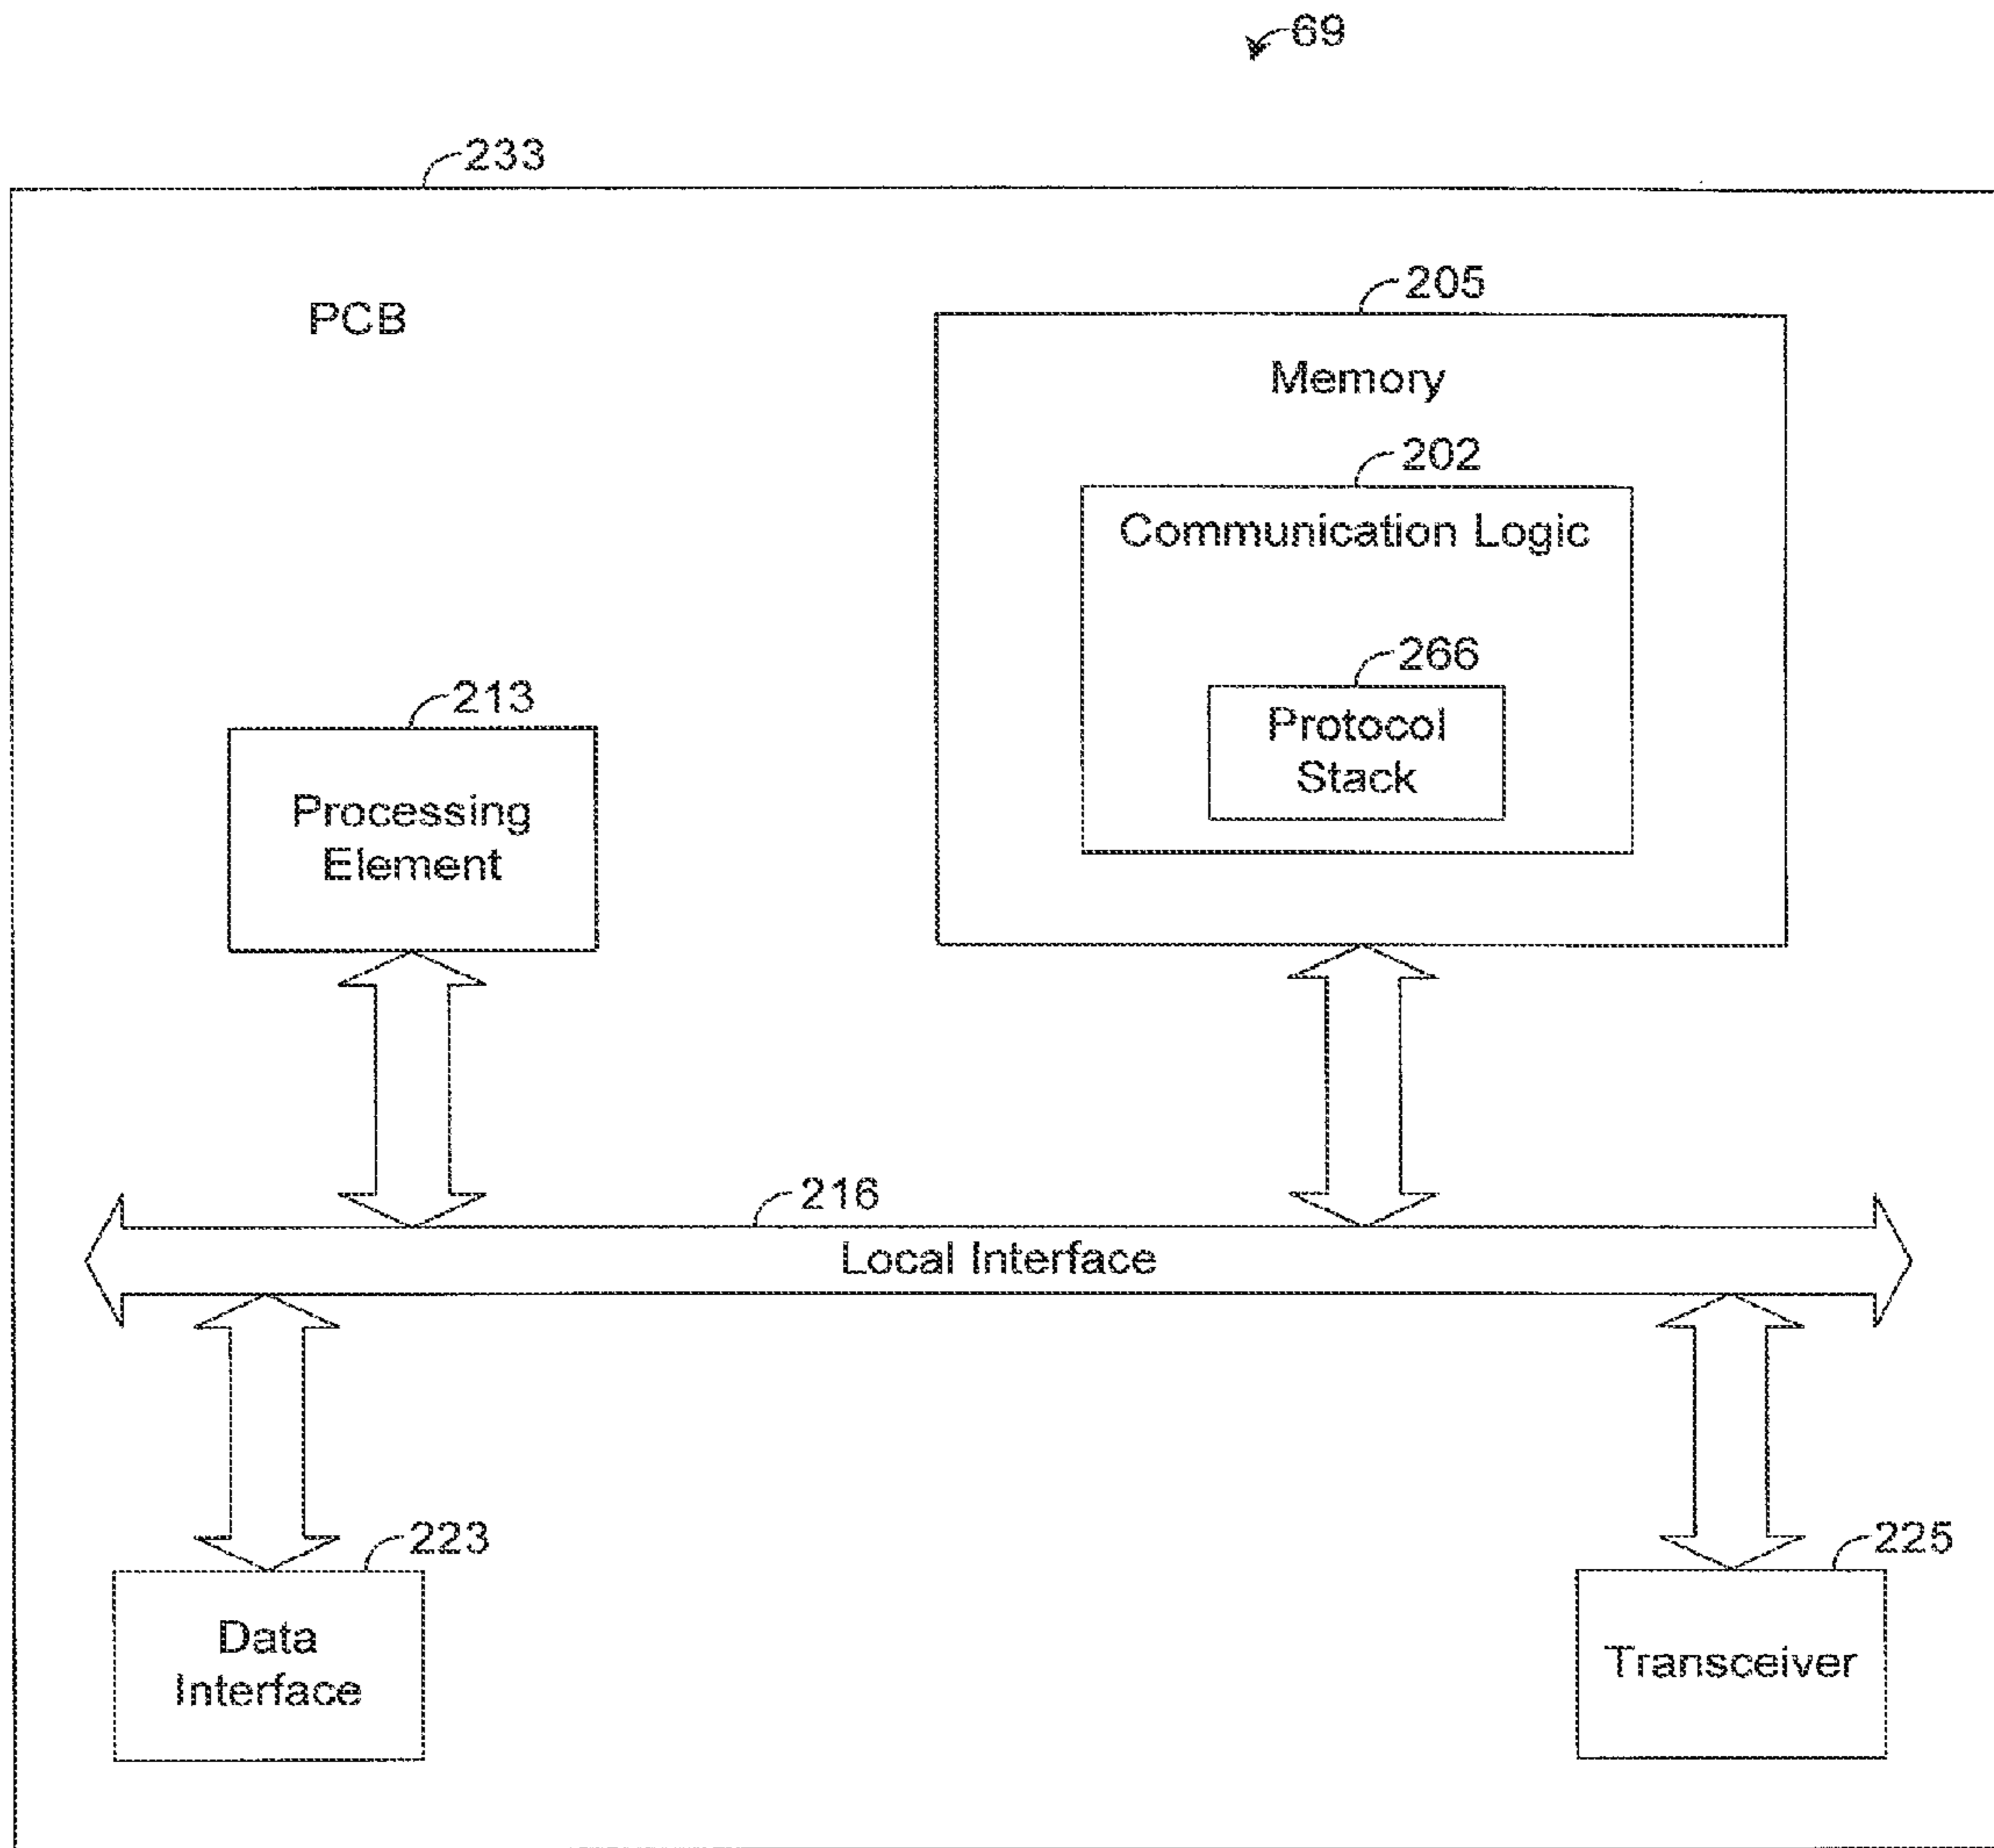 69
233
PCB
205
Memory
202
Communication Logic
266
Protocol
Stack
213
Processing
Element
216
Local Interface
223
Data
Interface
225
Transceiver